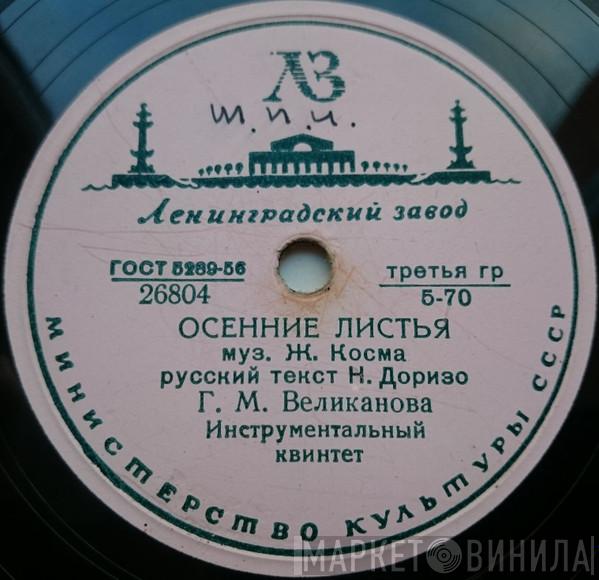 ЛЗ
ш.п.и.
Ленинградский завод
ГОСТ 5289-56
26804
третья гр
5-70
ОСЕННИЕ ЛИСТЬЯ
муз. Ж. Косма
русский текст Н. Доризо
Г. М. Великанова
Инструментальный
квинтет
МИНИСТЕРСТВО КУЛЬТУРЫ СССР
МАРКЕТ ВИНИЛА